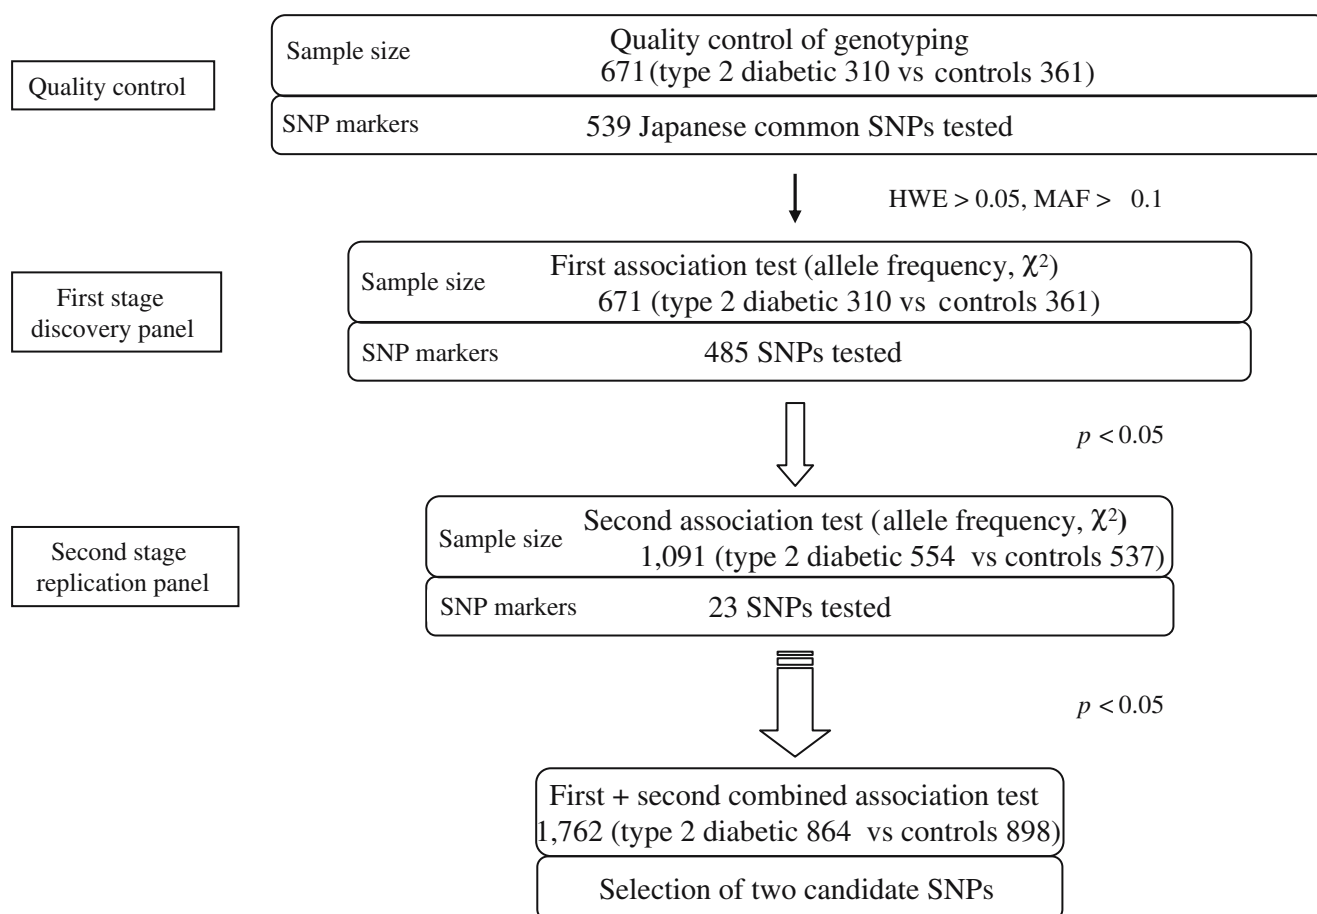 Quality control
Sample size
Quality control of genotyping
671 (type 2 diabetic 310 vs controls 361)
SNP markers
539 Japanese common SNPs tested
HWE > 0.05, MAF > 0.1
First stage
discovery panel
Sample size
First association test (allele frequency, χ²)
671 (type 2 diabetic 310 vs controls 361)
SNP markers
485 SNPs tested
p < 0.05
Second stage
replication panel
Sample size
Second association test (allele frequency, χ²)
1,091 (type 2 diabetic 554 vs controls 537)
SNP markers
23 SNPs tested
p < 0.05
First + second combined association test
1,762 (type 2 diabetic 864 vs controls 898)
Selection of two candidate SNPs